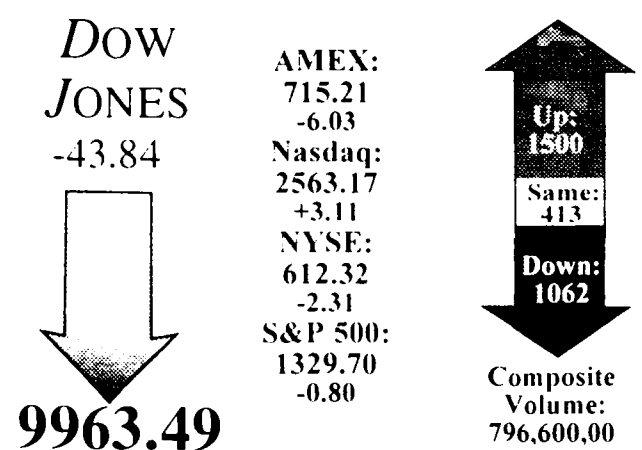 Dow
Jones
-43.84
9963.49
AMEX:
715.21
-6.03
Nasdaq:
2563.17
+3.11
NYSE:
612.32
-2.31
S&P 500:
1329.70
-0.80
Up:
1500
Same:
413
Down:
1062
Composite
Volume:
796,600,00